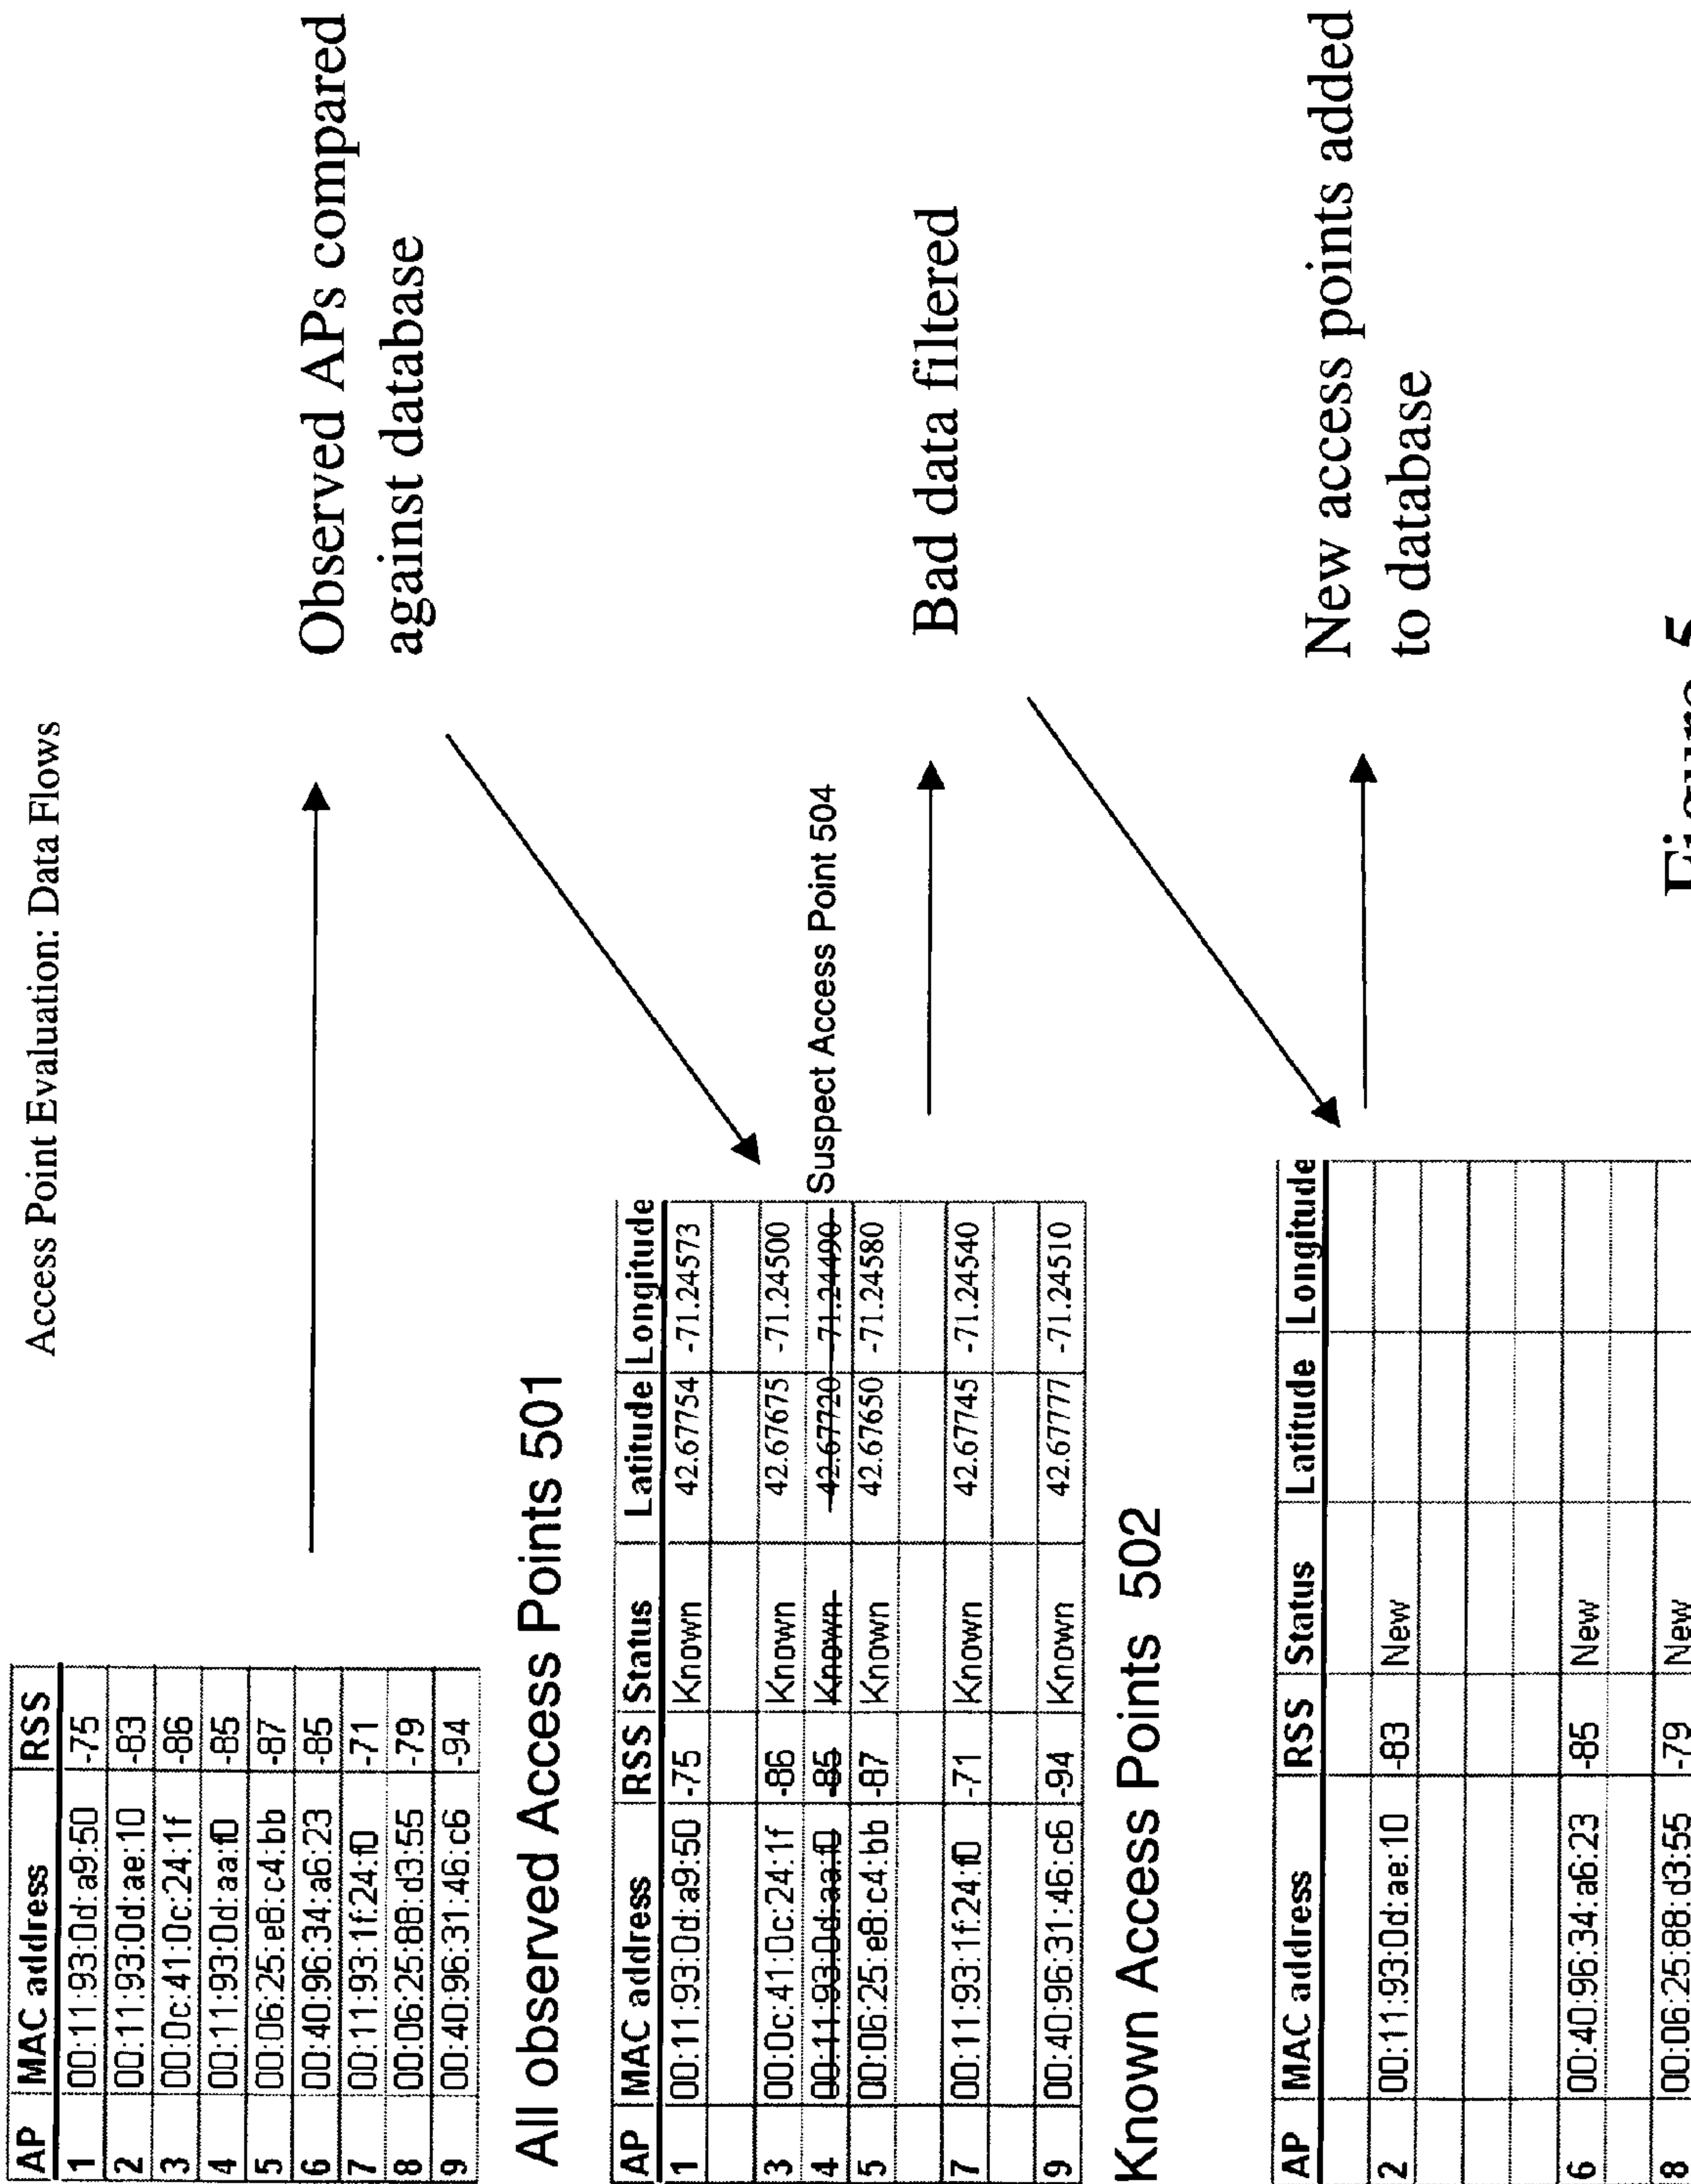 Access Point Evaluation: Data Flows
AP MAC address RSS
1 00:11:93:0d:a9:50 -75
2 00:11:93:0d:ae:10 -83
3 00:0c:41:0c:24:1f -86
4 00:11:93:0d:aa:f0 -85
5 00:06:25:e8:c4:bb -87
6 00:40:96:34:a6:23 -85
7 00:11:93:1f:24:f0 -71
8 00:06:25:88:d3:55 -79
9 00:40:96:31:46:c6 -94
Observed APs compared
against database
All observed Access Points 501
AP MAC address RSS Status Latitude Longitude
1 00:11:93:0d:a9:50 -75 Known 42.67754 -71.24573
3 00:0c:41:0c:24:1f -86 Known 42.67675 -71.24500
4 00:11:93:0d:aa:f0 -85 Known 42.67720 -71.24490 Suspect Access Point 504
5 00:06:25:e8:c4:bb -87 Known 42.67650 -71.24580
7 00:11:93:1f:24:f0 -71 Known 42.67745 -71.24540
9 00:40:96:31:46:c6 -94 Known 42.67777 -71.24510
Bad data filtered
Known Access Points 502
AP MAC address RSS Status Latitude Longitude
2 00:11:93:0d:ae:10 -83 New
6 00:40:96:34:a6:23 -85 New
8 00:06:25:88:d3:55 -79 New
New access points added
to database
Figure 5